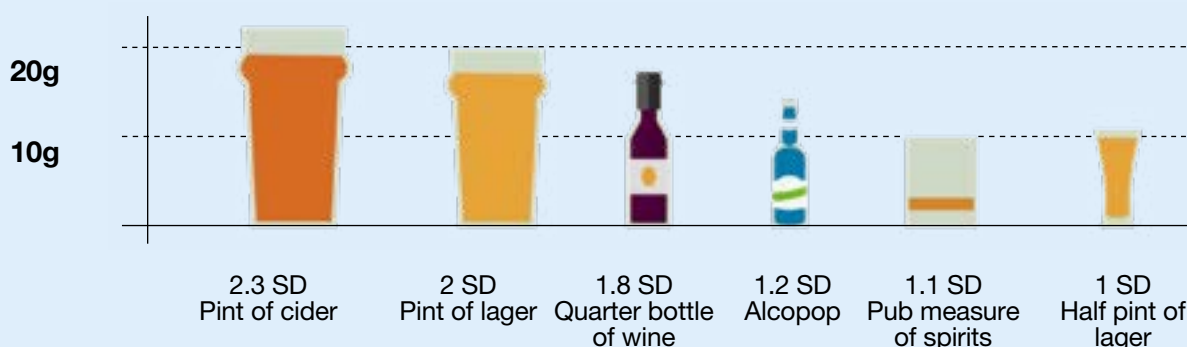 20g
10g
2.3 SD
Pint of cider
2 SD
Pint of lager
1.8 SD
Quarter bottle
of wine
1.2 SD
Alcopop
1.1 SD
Pub measure
of spirits
1 SD
Half pint of
lager